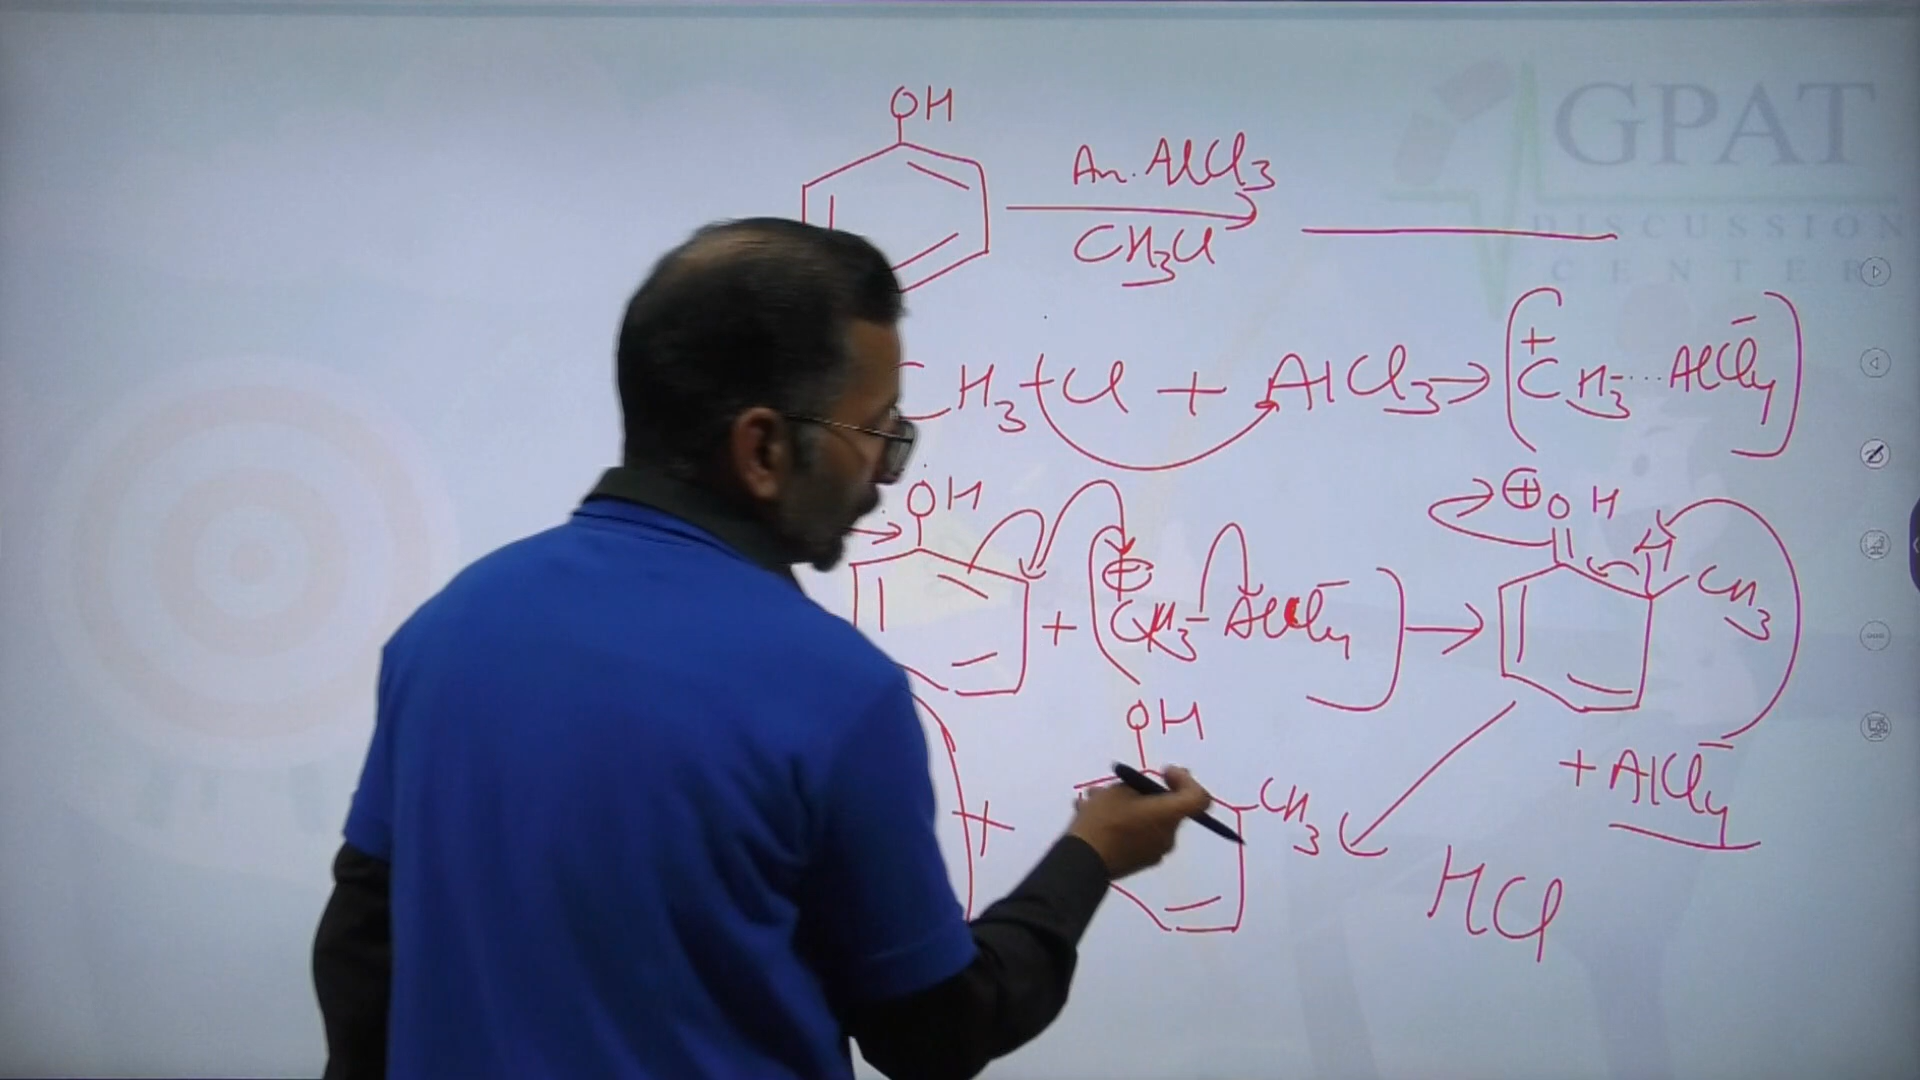 GPAT
DISCUSSION
CENTER
OH
An. AlCl3
CH3Cl
CH3 Cl + AlCl3 → [+CH3 .... AlCl4-]
OH
+ [⊕CH3 - AlCl4-] →
⊕OH
H
CH3
+ AlCl4-
OH
+
CH3
HCl